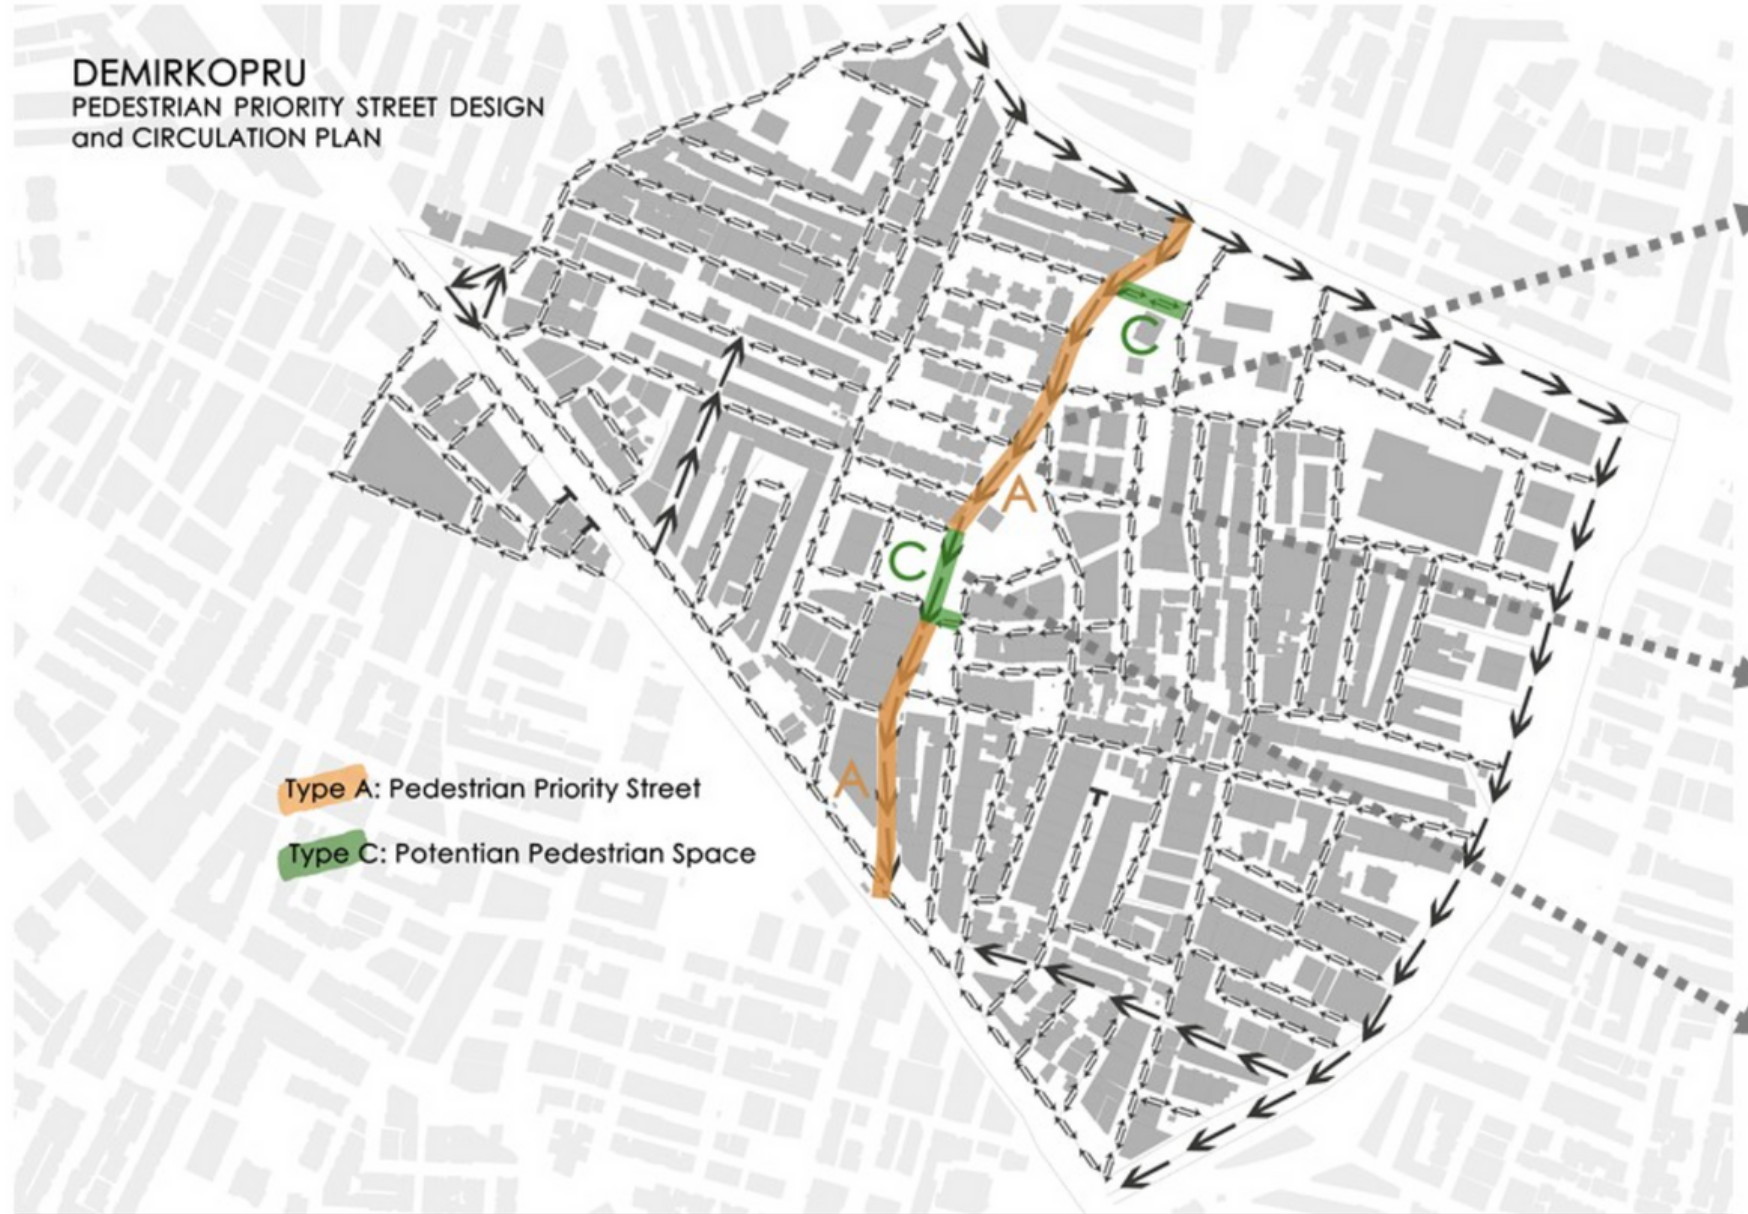 DEMIRKOPRU
PEDESTRIAN PRIORITY STREET DESIGN
and CIRCULATION PLAN
C
A
C
A
Type A: Pedestrian Priority Street
Type C: Potentian Pedestrian Space